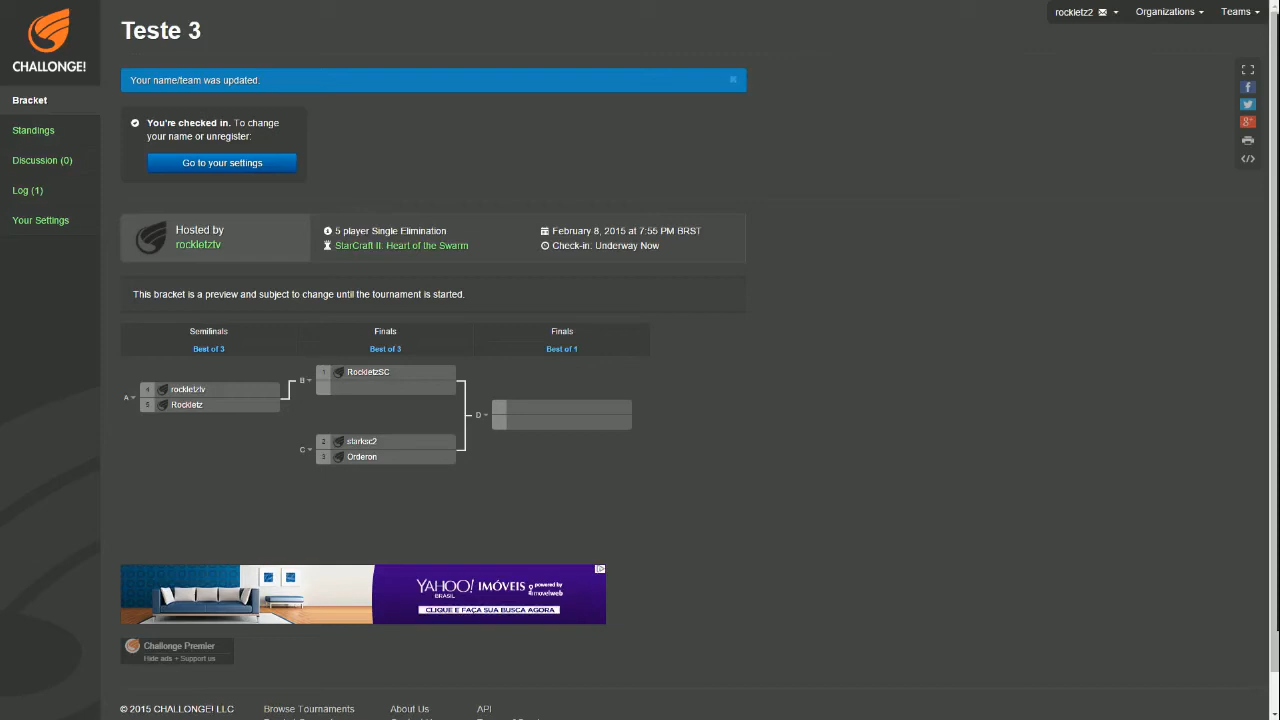 Teste 3
rockletz2
Organizations
Teams
CHALLONGE!
Your name/team was updated.
Bracket
Standings
Discussion (0)
Log (1)
Your Settings
You're checked in. To change
your name or unregister:
Go to your settings
Hosted by
rockletztv
5 player Single Elimination
StarCraft II: Heart of the Swarm
February 8, 2015 at 7:55 PM BRST
Check-in: Underway Now
This bracket is a preview and subject to change until the tournament is started.
Semifinals
Finals
Finals
Best of 3
Best of 3
Best of 1
A
4 rockletztv
5 Rockletz
B
1 RockletzSC
C
2 starksc2
3 Orderon
D
YAHOO! IMÓVEIS
BRASIL
powered by
imovelweb
CLIQUE E FAÇA SUA BUSCA AGORA
Challonge Premier
Hide ads + Support us
© 2015 CHALLONGE! LLC
Browse Tournaments
About Us
API